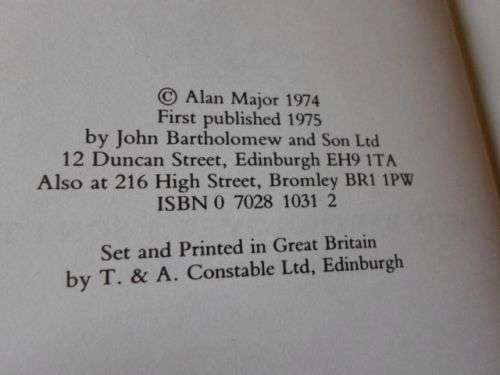 © Alan Major 1974
First published 1975
by John Bartholomew and Son Ltd
12 Duncan Street, Edinburgh EH9 1TA
Also at 216 High Street, Bromley BR1 1PW
ISBN 0 7028 1031 2
Set and Printed in Great Britain
by T. & A. Constable Ltd, Edinburgh